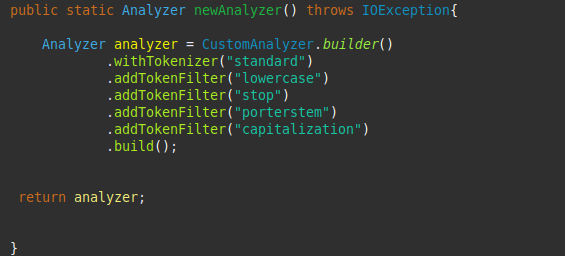 public static Analyzer newAnalyzer() throws IOException{
Analyzer analyzer = CustomAnalyzer.builder()
.withTokenizer("standard")
.addTokenFilter("lowercase")
.addTokenFilter("stop")
.addTokenFilter("porterstem")
.addTokenFilter("capitalization")
.build();
return analyzer;
}